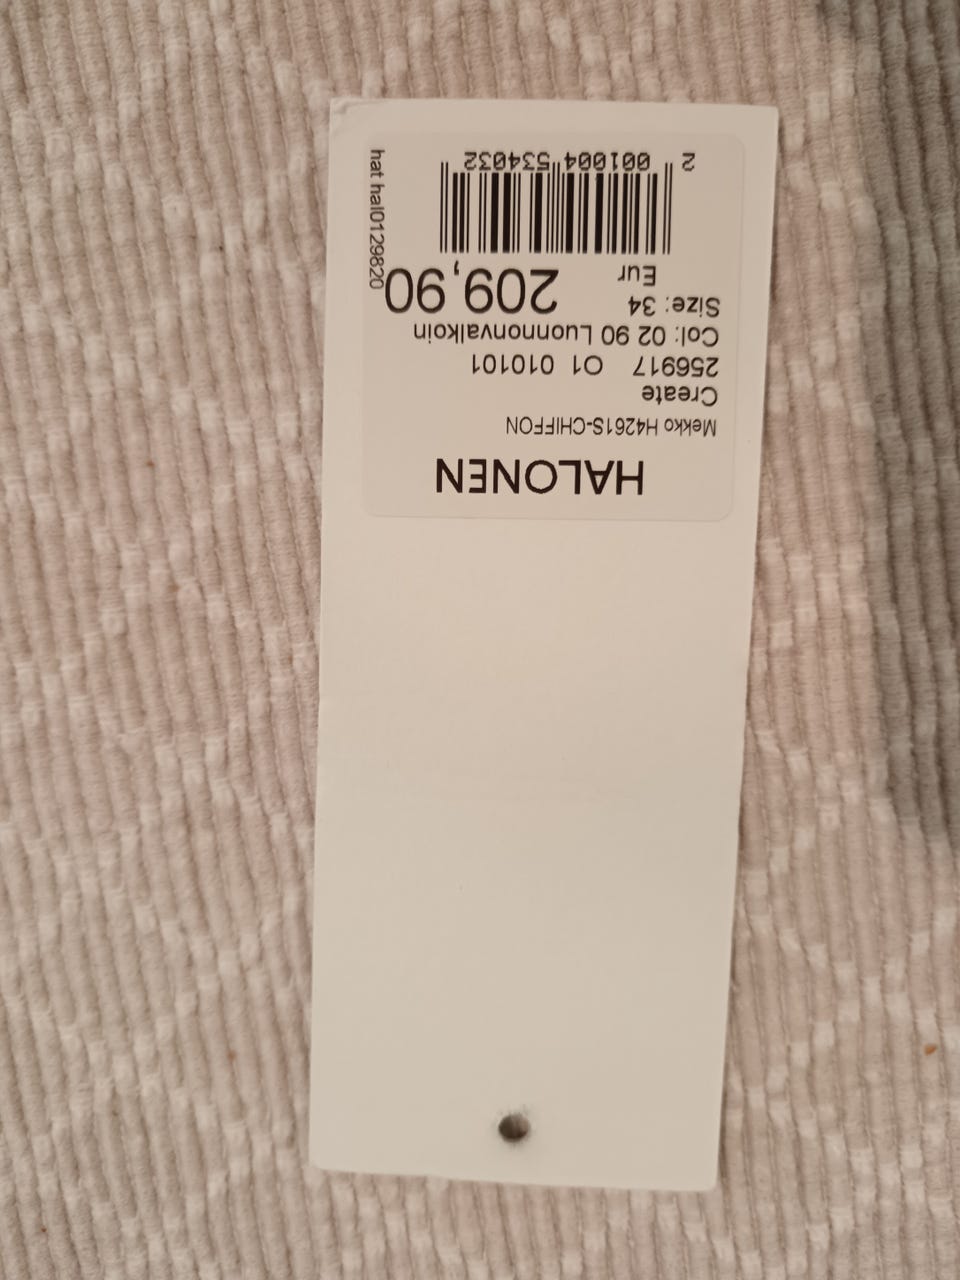 HALONEN
Mekko H4261S-CHIFFON
Create
256917 O1 010101
Col: 02 90 Luonnonvalkoin
Size: 34
Eur 209,90
2 001004 534032
hat hal0129820